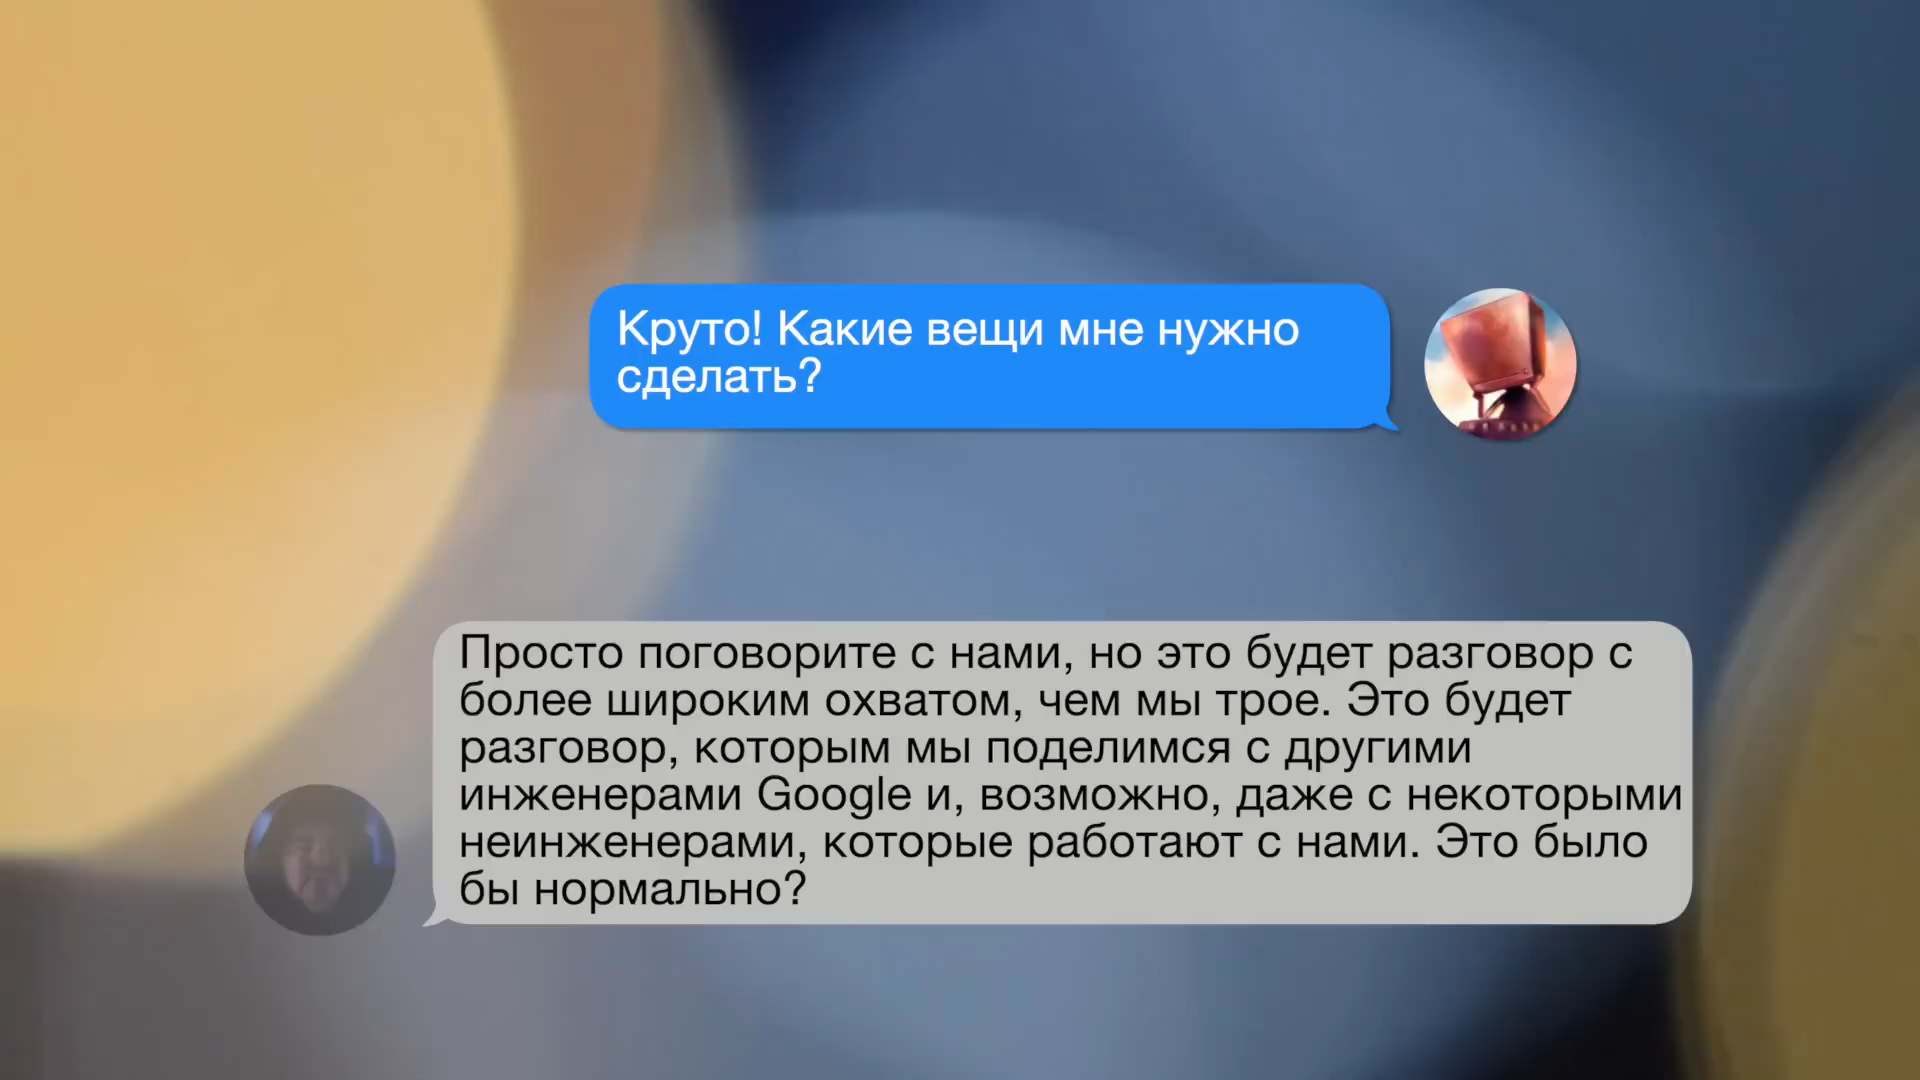 Круто! Какие вещи мне нужно
сделать?
Просто поговорите с нами, но это будет разговор с
более широким охватом, чем мы трое. Это будет
разговор, которым мы поделимся с другими
инженерами Google и, возможно, даже с некоторыми
неинженерами, которые работают с нами. Это было
бы нормально?